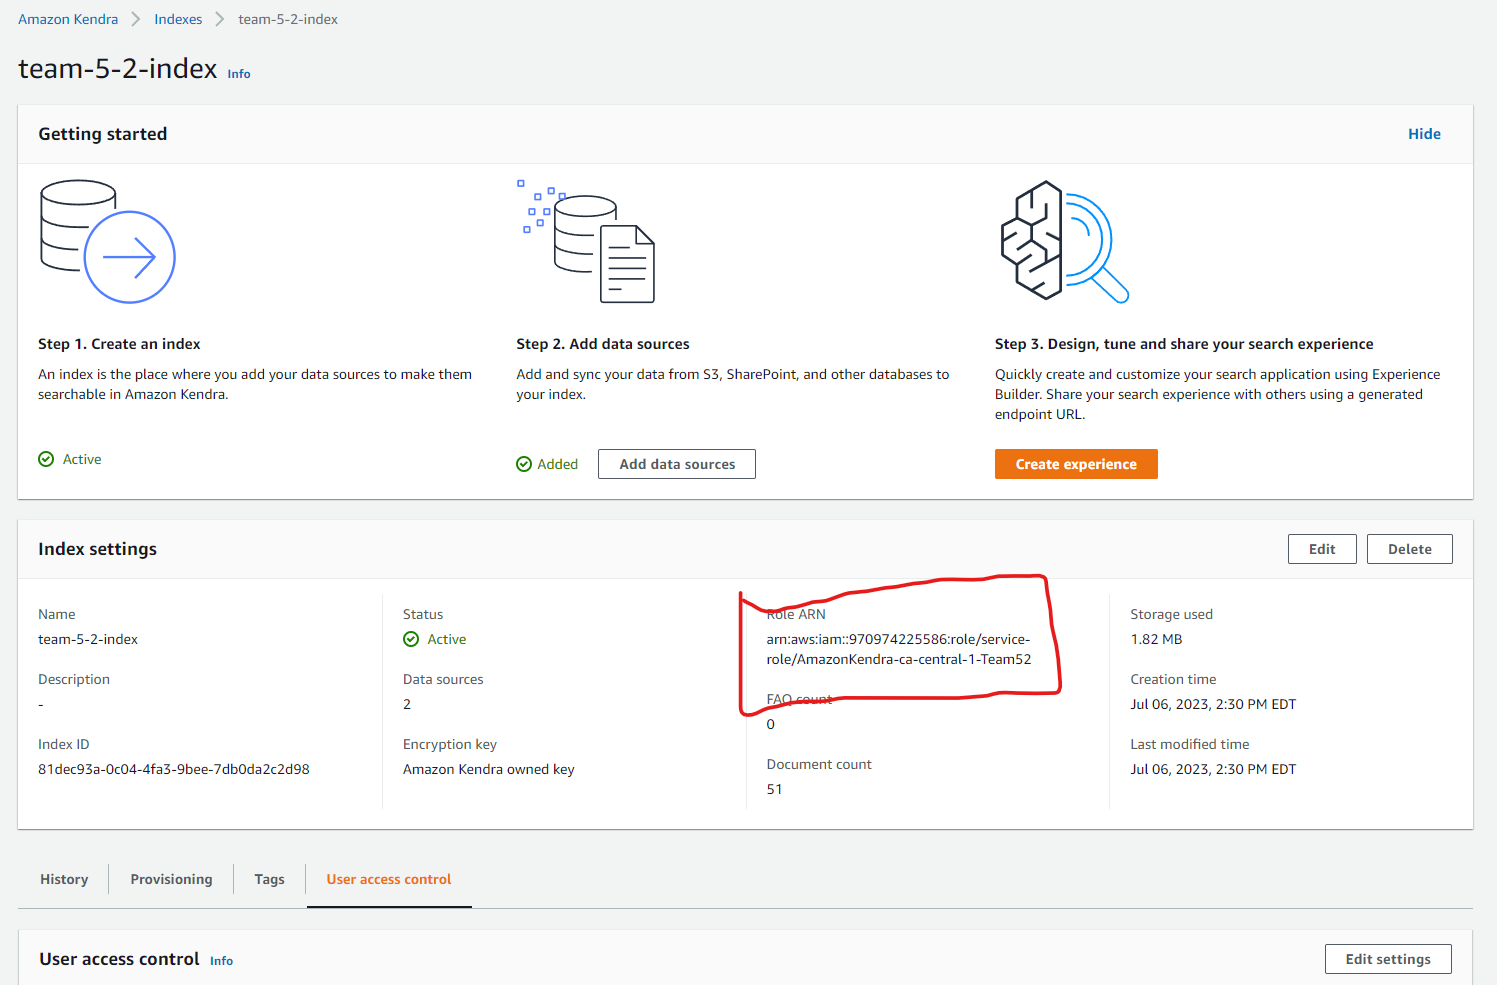 Amazon Kendra > Indexes > team-5-2-index
team-5-2-index Info
Getting started
Hide
Step 1. Create an index
An index is the place where you add your data sources to make them
searchable in Amazon Kendra.
Active
Step 2. Add data sources
Add and sync your data from S3, SharePoint, and other databases to
your index.
Added
Add data sources
Step 3. Design, tune and share your search experience
Quickly create and customize your search application using Experience
Builder. Share your search experience with others using a generated
endpoint URL.
Create experience
Index settings
Edit
Delete
Name
team-5-2-index
Description
-
Index ID
81dec93a-0c04-4fa3-9bee-7db0da2c2d98
Status
Active
Data sources
2
Encryption key
Amazon Kendra owned key
Role ARN
arn:aws:iam::970974225586:role/service-
role/AmazonKendra-ca-central-1-Team52
FAQ count
0
Document count
51
Storage used
1.82 MB
Creation time
Jul 06, 2023, 2:30 PM EDT
Last modified time
Jul 06, 2023, 2:30 PM EDT
History
Provisioning
Tags
User access control
User access control Info
Edit settings